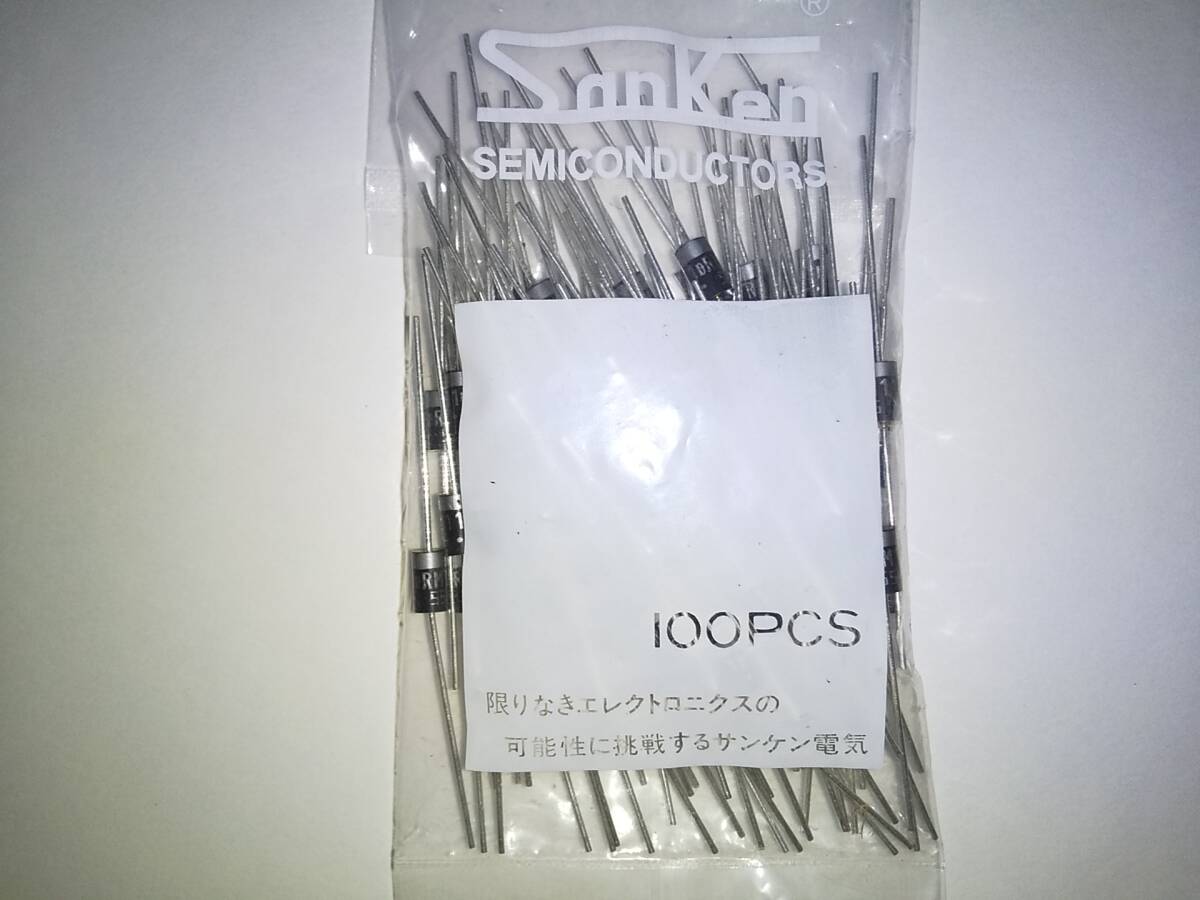 ®
SanKen
SEMICONDUCTORS
100PCS
限りなきエレクトロニクスの
可能性に挑戦するサンケン電気